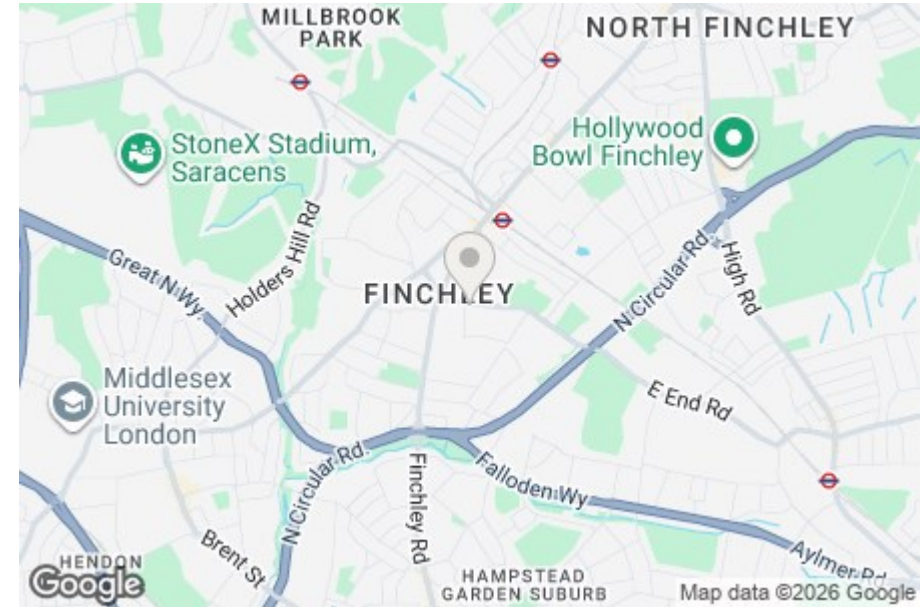 MILLBROOK
PARK
NORTH FINCHLEY
StoneX Stadium,
Saracens
Hollywood
Bowl Finchley
Holders Hill Rd
Great N Wy
FINCHLEY
N Circular Rd
High Rd
Middlesex
University
London
E End Rd
N Circular Rd
Finchley Rd
Falloden Wy
Brent St
Aylmer Rd
HENDON
HAMPSTEAD
GARDEN SUBURB
Google
Map data ©2026 Google